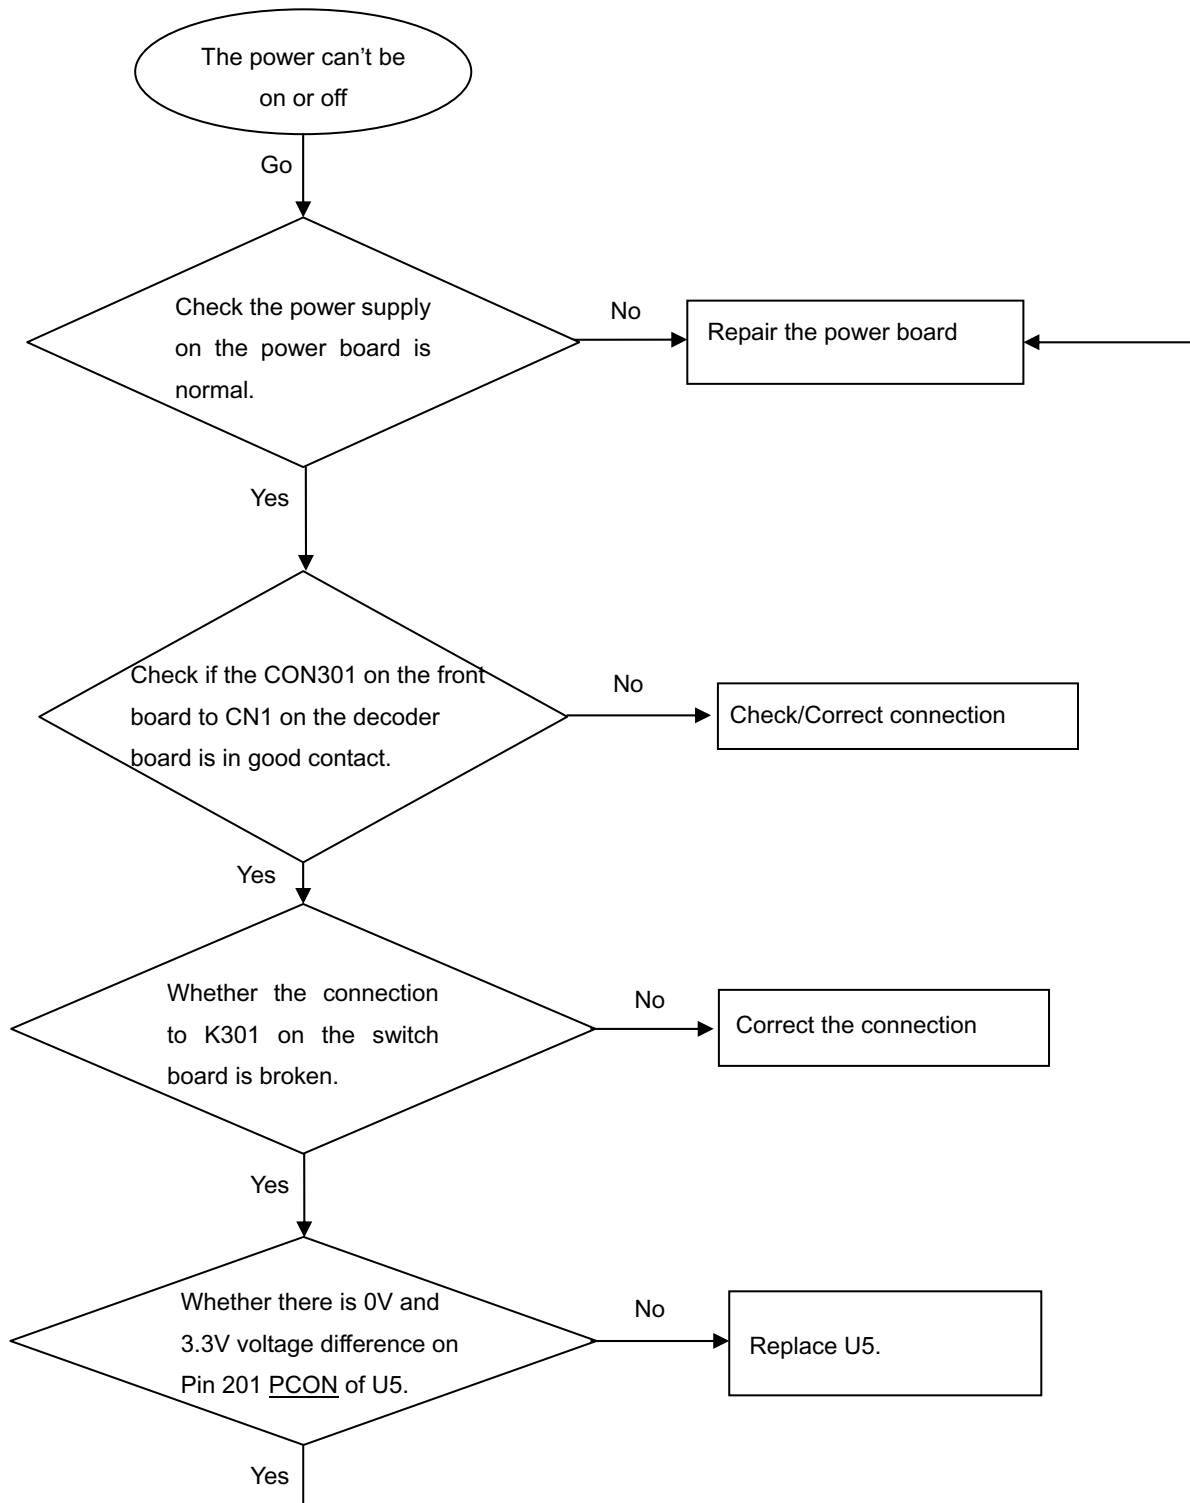 The power can't be
on or off
Go
Check the power supply
on the power board is
normal.
No
Repair the power board
Yes
Check if the CON301 on the front
board to CN1 on the decoder
board is in good contact.
No
Check/Correct connection
Yes
Whether the connection
to K301 on the switch
board is broken.
No
Correct the connection
Yes
Whether there is 0V and
3.3V voltage difference on
Pin 201 PCON of U5.
No
Replace U5.
Yes